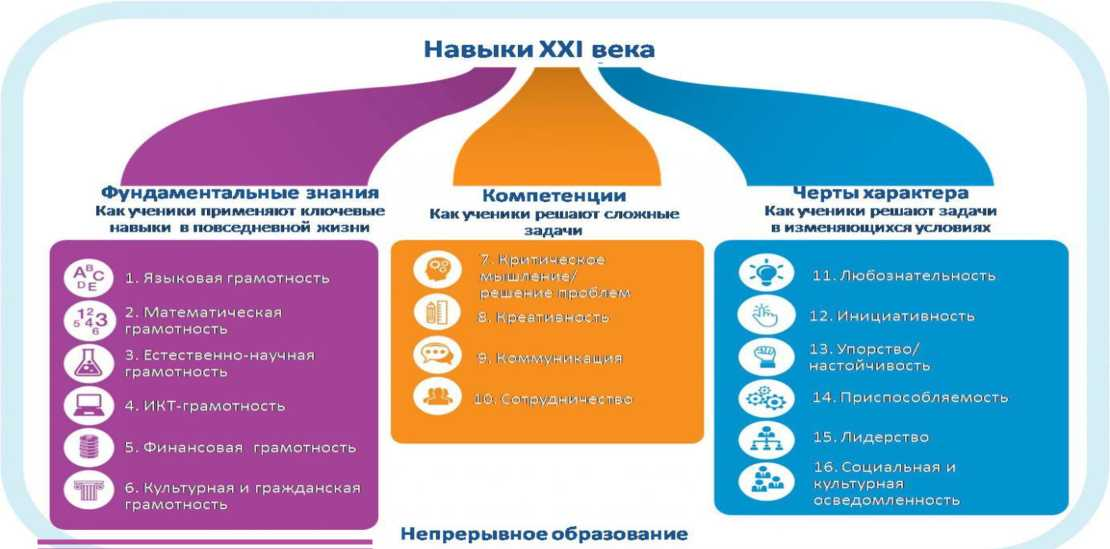 Навыки XXI века
Фундаментальные знания
Как ученики применяют ключевые
навыки в повседневной жизни
ABCDE
1. Языковая грамотность
123456
2. Математическая
грамотность
3. Естественно-научная
грамотность
4. ИКТ-грамотность
5. Финансовая грамотность
6. Культурная и гражданская
грамотность
Компетенции
Как ученики решают сложные
задачи
7. Критическое
мышление/
решение проблем
8. Креативность
9. Коммуникация
10. Сотрудничество
Черты характера
Как ученики решают задачи
в изменяющихся условиях
11. Любознательность
12. Инициативность
13. Упорство/
настойчивость
14. Приспособляемость
15. Лидерство
16. Социальная и
культурная
осведомленность
Непрерывное образование